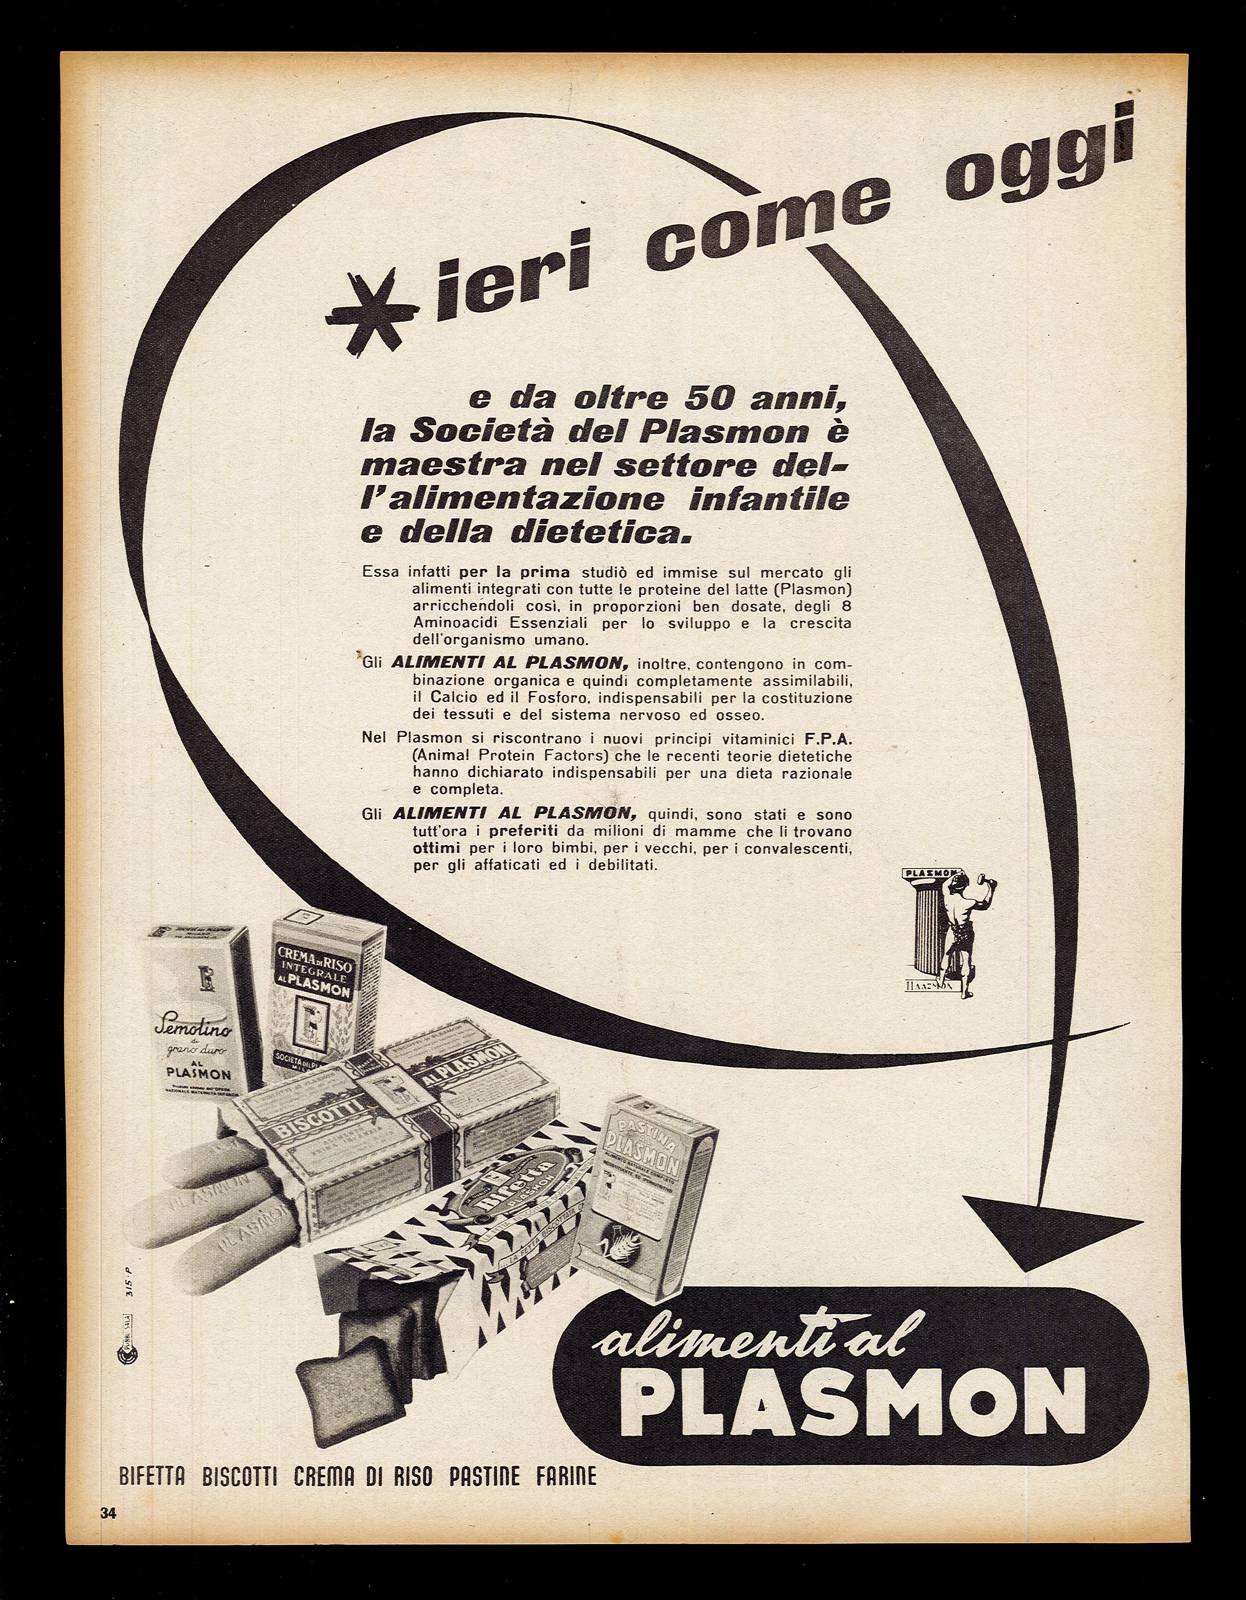 * ieri come oggi
e da oltre 50 anni,
la Società del Plasmon è
maestra nel settore del-
l'alimentazione infantile
e della dietetica.
Essa infatti per la prima studiò ed immise sul mercato gli
alimenti integrati con tutte le proteine del latte (Plasmon)
arricchendoli così, in proporzioni ben dosate, degli 8
Aminoacidi Essenziali per lo sviluppo e la crescita
dell'organismo umano.
Gli ALIMENTI AL PLASMON, inoltre, contengono in com-
binazione organica e quindi completamente assimilabili,
il Calcio ed il Fosforo, indispensabili per la costituzione
dei tessuti e del sistema nervoso ed osseo.
Nel Plasmon si riscontrano i nuovi principi vitaminici F.P.A.
(Animal Protein Factors) che le recenti teorie dietetiche
hanno dichiarato indispensabili per una dieta razionale
e completa.
Gli ALIMENTI AL PLASMON, quindi, sono stati e sono
tutt'ora i preferiti da milioni di mamme che li trovano
ottimi per i loro bimbi, per i vecchi, per i convalescenti,
per gli affaticati ed i debilitati.
PLASMON
Semolino
di
grano duro
AL
PLASMON
CREMA DI RISO
INTEGRALE
AL PLASMON
SOCIETÀ DEL
BISCOTTI
AL PLASMON
PLASMON
PLASMON
Bifetta
PLASMON
PASTINA
PLASMON
315-P
alimenti al
PLASMON
BIFETTA BISCOTTI CREMA DI RISO PASTINE FARINE
34